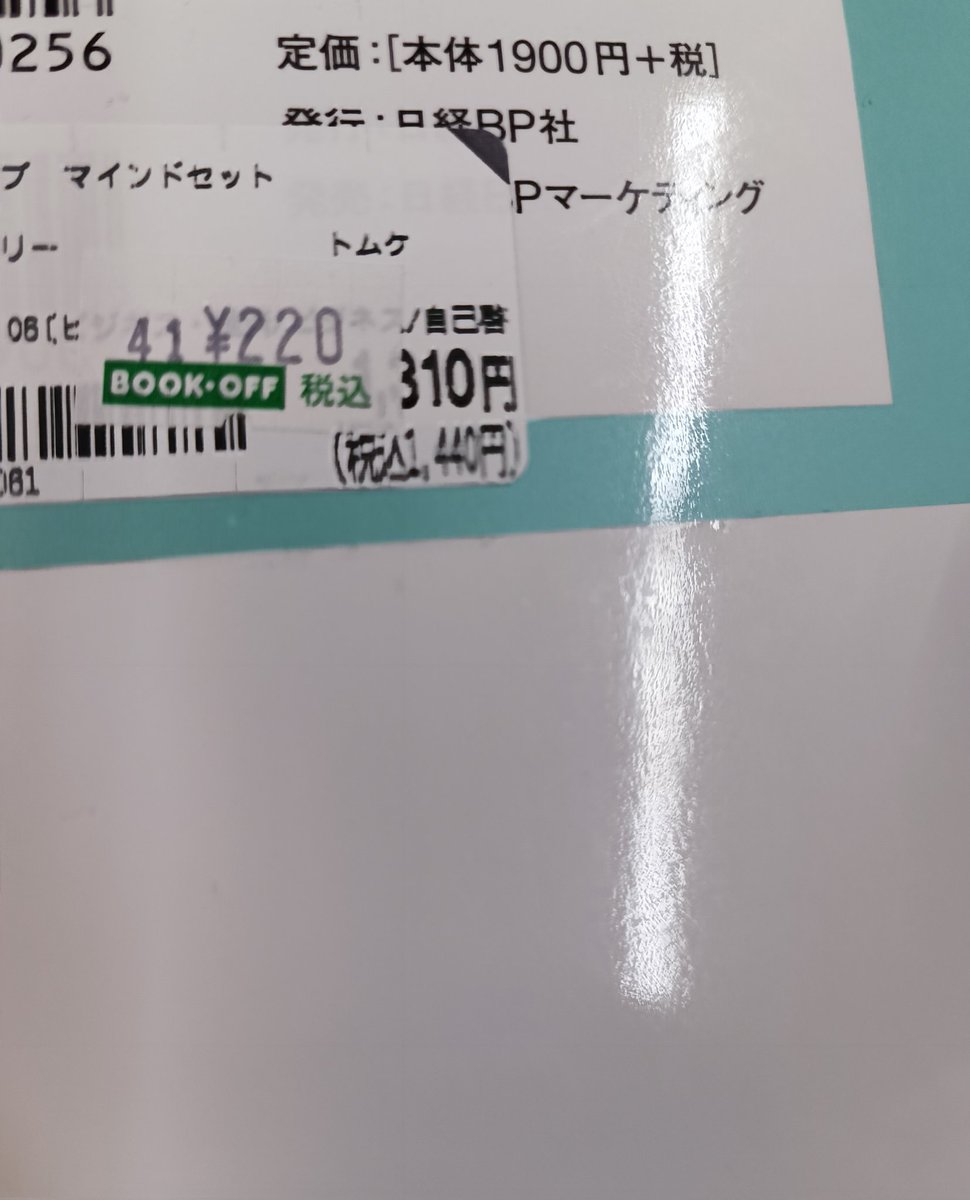 0256
定価：[本体1900円＋税]
発行：日経BP社
Pマーケティング
プ マインドセット
リー トムケ
06 ビ
/自己啓
41 ¥220
BOOK・OFF 税込
310円
(税込1,440円)
061